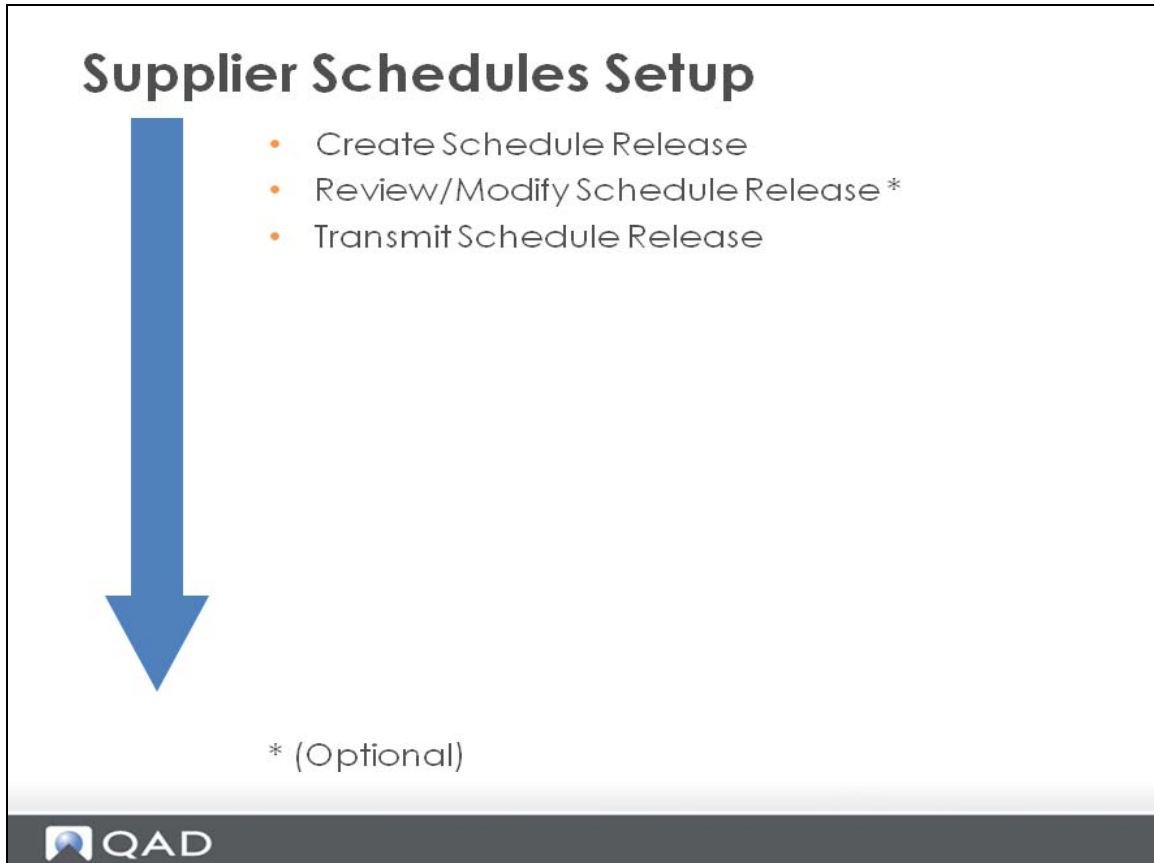 Supplier Schedules Setup
• Create Schedule Release
• Review/Modify Schedule Release *
• Transmit Schedule Release
* (Optional)
QAD